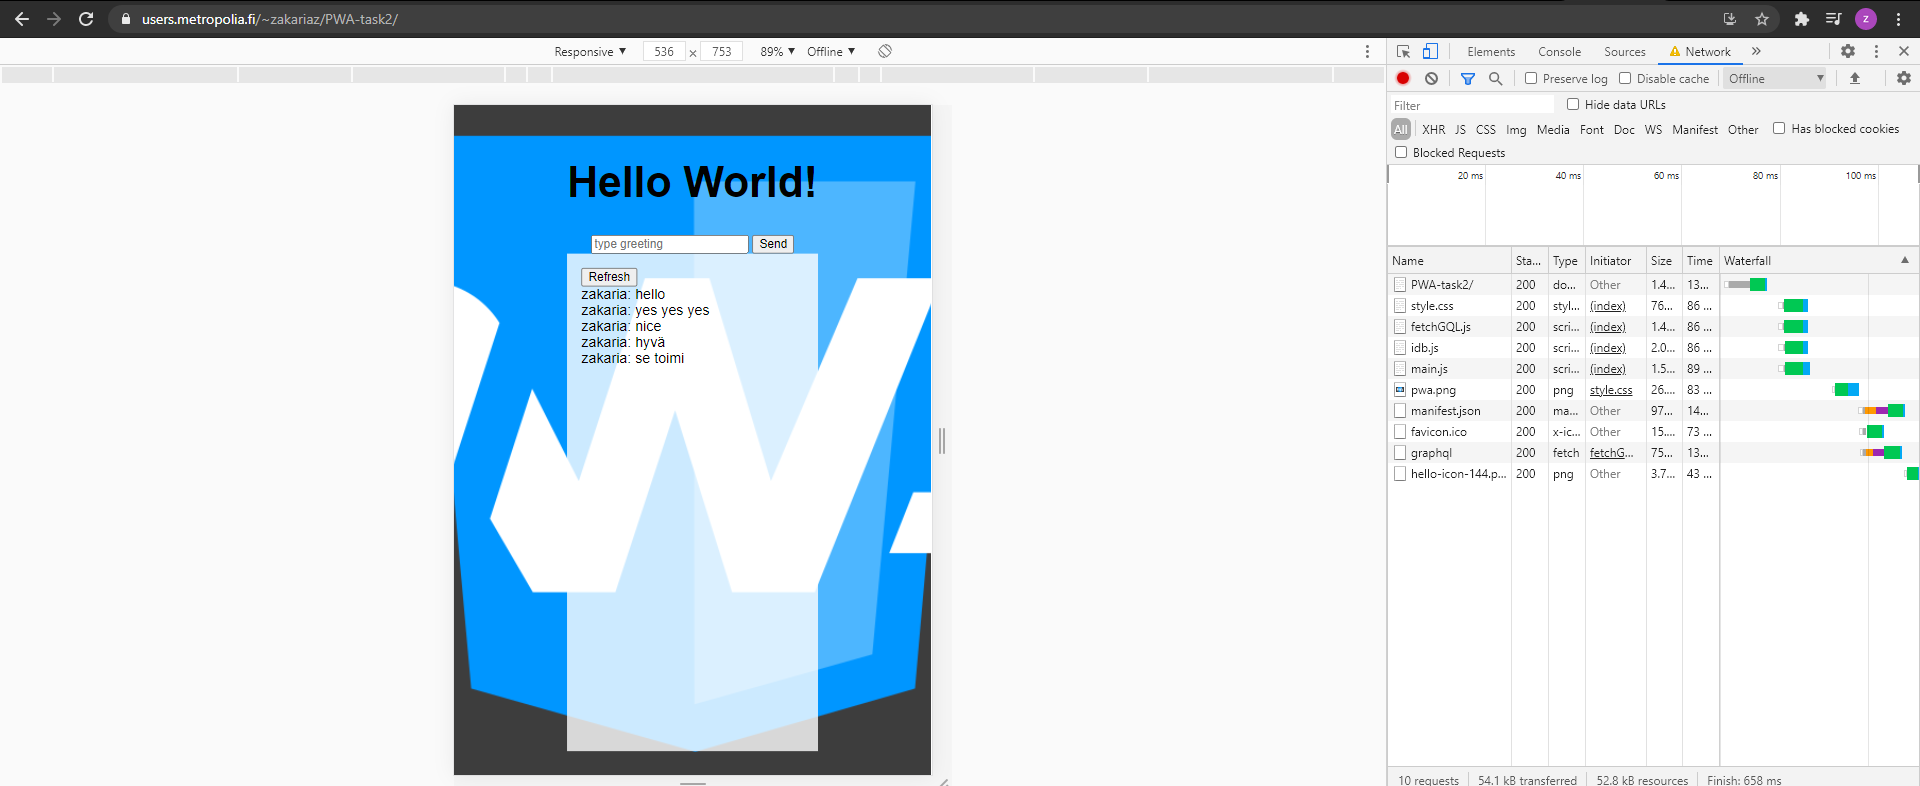 users.metropolia.fi/~zakariaz/PWA-task2/
z
Responsive ▼ 536 × 753 89% ▼ Offline ▼
Hello World!
type greeting Send
Refresh
zakaria: hello
zakaria: yes yes yes
zakaria: nice
zakaria: hyvä
zakaria: se toimi
Elements Console Sources Network »
Preserve log Disable cache Offline
Filter Hide data URLs
All XHR JS CSS Img Media Font Doc WS Manifest Other Has blocked cookies
Blocked Requests
20 ms 40 ms 60 ms 80 ms 100 ms
Name Sta... Type Initiator Size Time Waterfall
PWA-task2/ 200 do... Other 1.4... 13...
style.css 200 styl... (index) 76... 86 ...
fetchGQL.js 200 scri... (index) 1.4... 86 ...
idb.js 200 scri... (index) 2.0... 86 ...
main.js 200 scri... (index) 1.5... 89 ...
pwa.png 200 png style.css 26.... 83 ...
manifest.json 200 ma... Other 97... 14...
favicon.ico 200 x-ic... Other 15.... 73 ...
graphql 200 fetch fetchG... 75... 13...
hello-icon-144.p... 200 png Other 3.7... 43 ...
10 requests 54.1 kB transferred 52.8 kB resources Finish: 658 ms